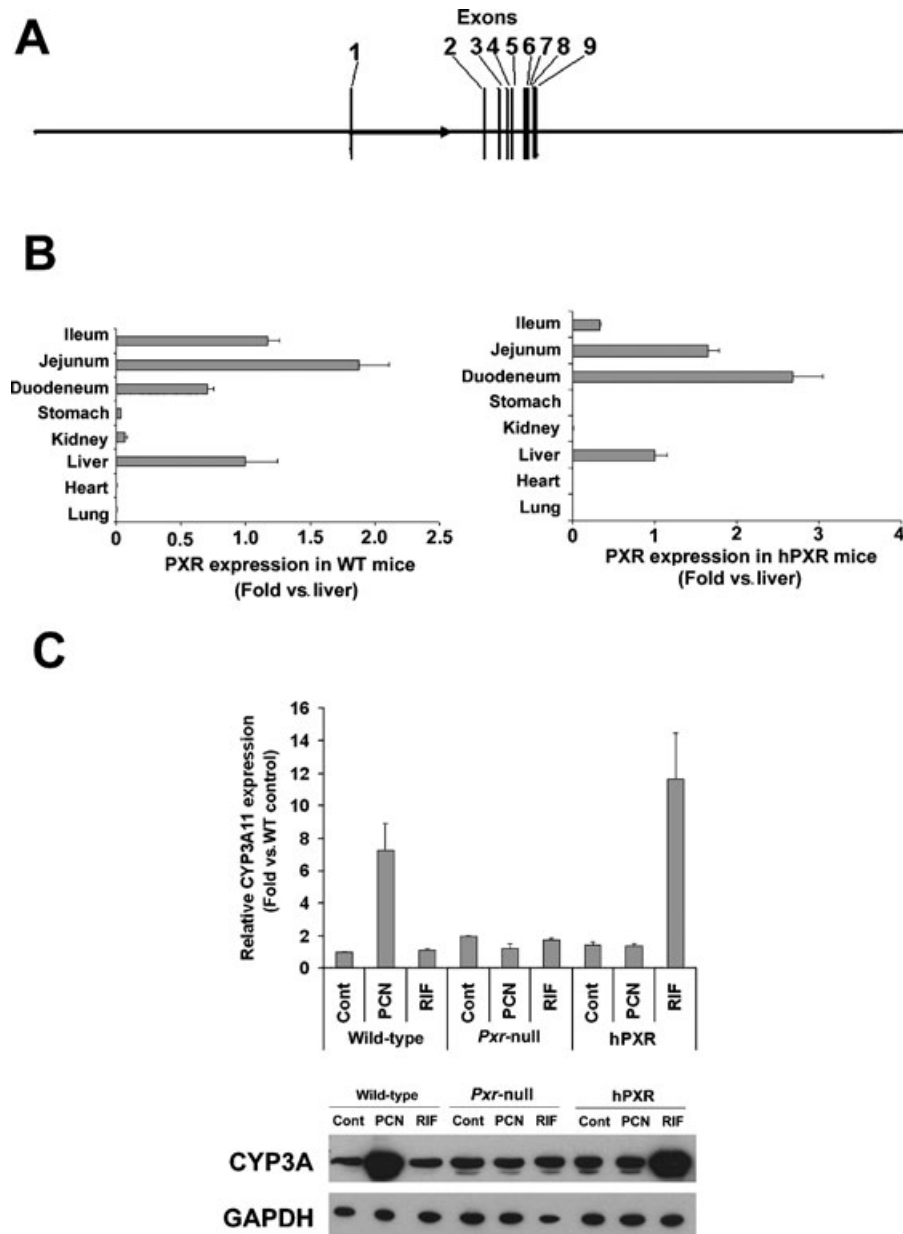 A
Exons
1
2 3 4 5 6 7 8 9
B
Ileum
Jejunum
Duodeneum
Stomach
Kidney
Liver
Heart
Lung
0 0.5 1.0 1.5 2.0 2.5
PXR expression in WT mice
(Fold vs. liver)
Ileum
Jejunum
Duodeneum
Stomach
Kidney
Liver
Heart
Lung
0 1 2 3 4
PXR expression in hPXR mice
(Fold vs. liver)
C
Relative CYP3A11 expression
(Fold vs. WT control)
16
14
12
10
8
6
4
2
0
Cont PCN RIF Cont PCN RIF Cont PCN RIF
Wild-type Pxr-null hPXR
Wild-type Pxr-null hPXR
Cont PCN RIF Cont PCN RIF Cont PCN RIF
CYP3A
GAPDH